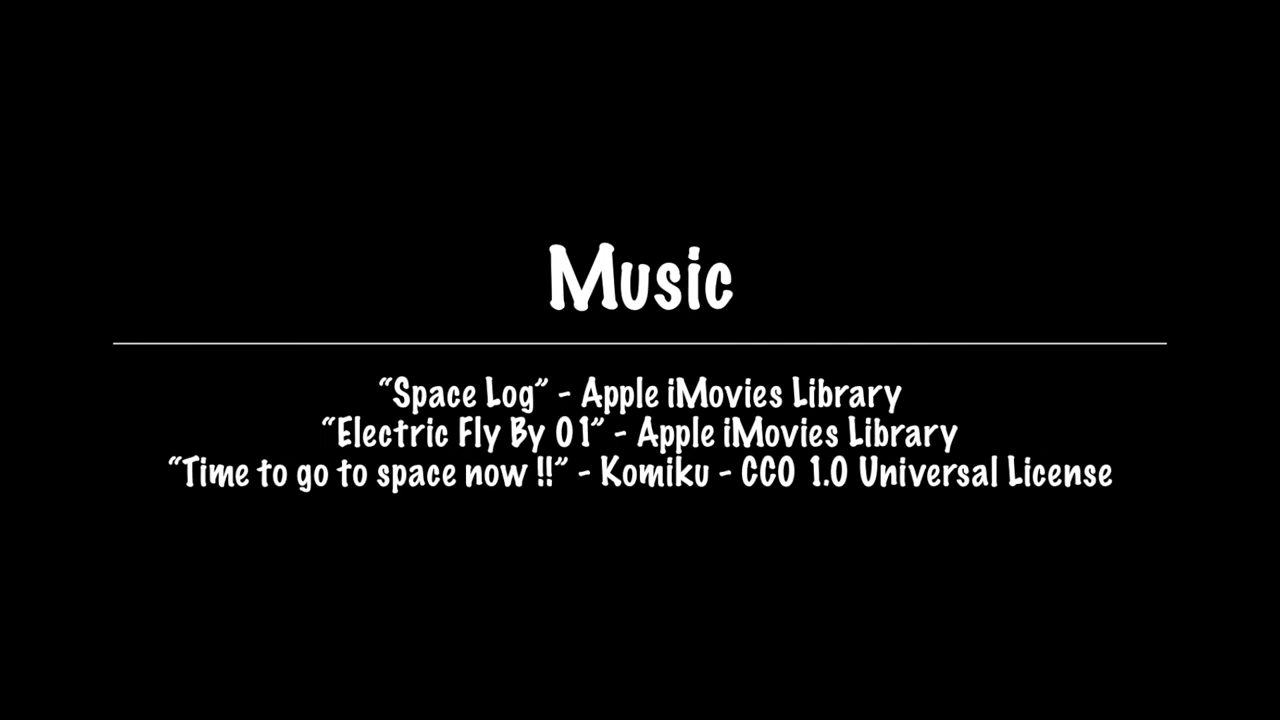 Music
“Space Log” - Apple iMovies Library
“Electric Fly By 01” - Apple iMovies Library
“Time to go to space now !!” - Komiku - CC0 1.0 Universal License